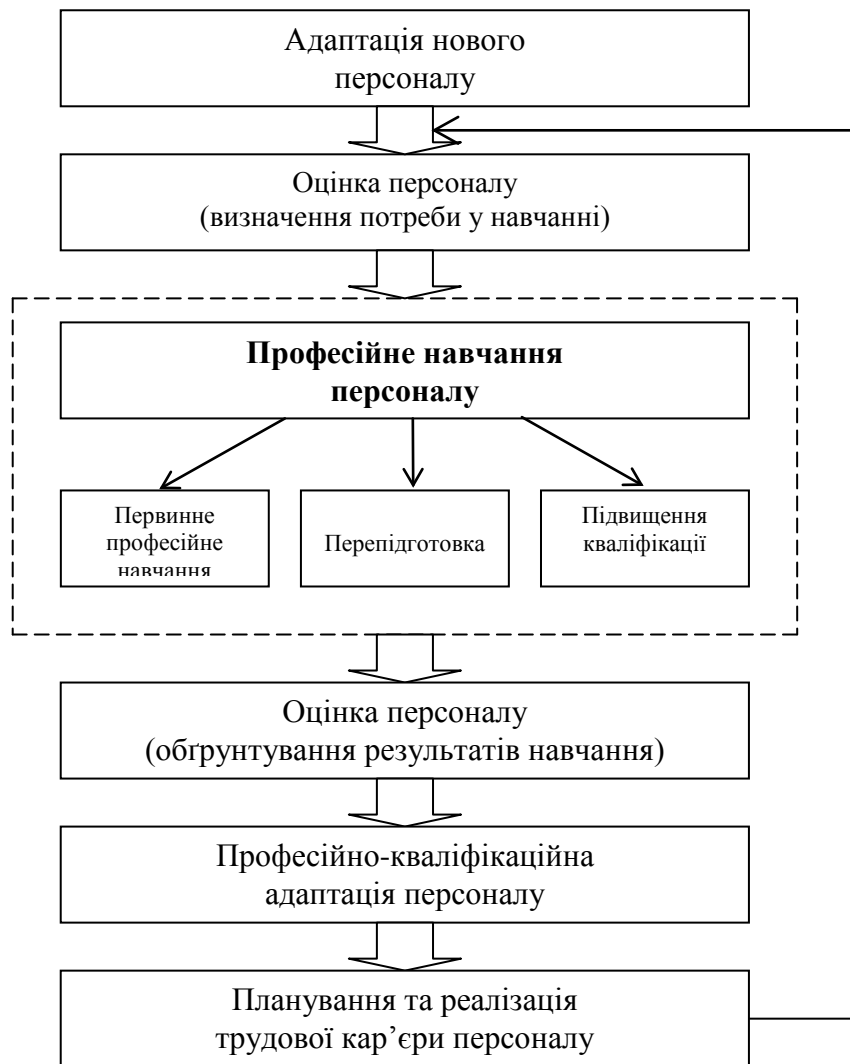 Адаптація нового
персоналу
Оцінка персоналу
(визначення потреби у навчанні)
Професійне навчання
персоналу
Первинне
професійне
навчання
Перепідготовка
Підвищення
кваліфікації
Оцінка персоналу
(обґрунтування результатів навчання)
Професійно-кваліфікаційна
адаптація персоналу
Планування та реалізація
трудової кар’єри персоналу